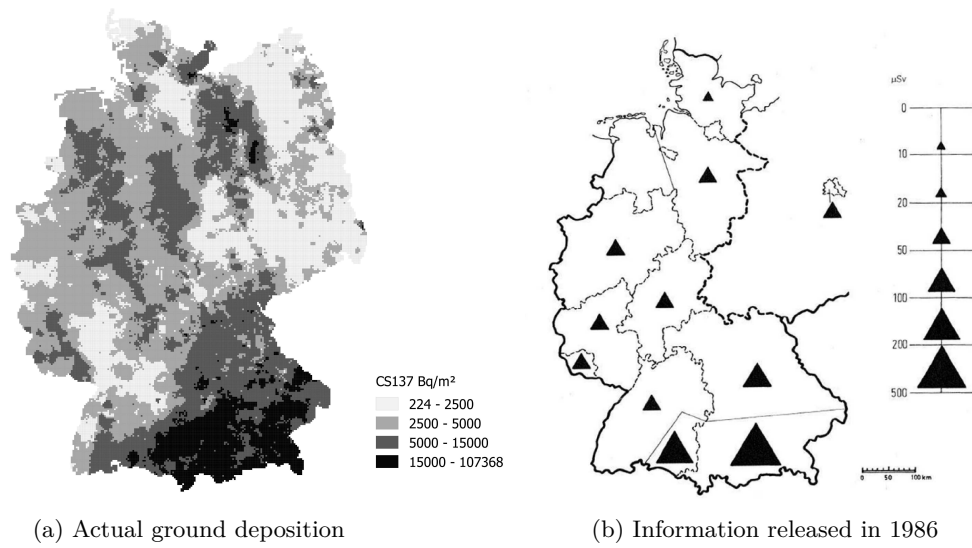 CS137 Bq/m²
224 - 2500
2500 - 5000
5000 - 15000
15000 - 107368
(a) Actual ground deposition
µSv
0
10
20
50
100
200
500
0 50 100 km
(b) Information released in 1986